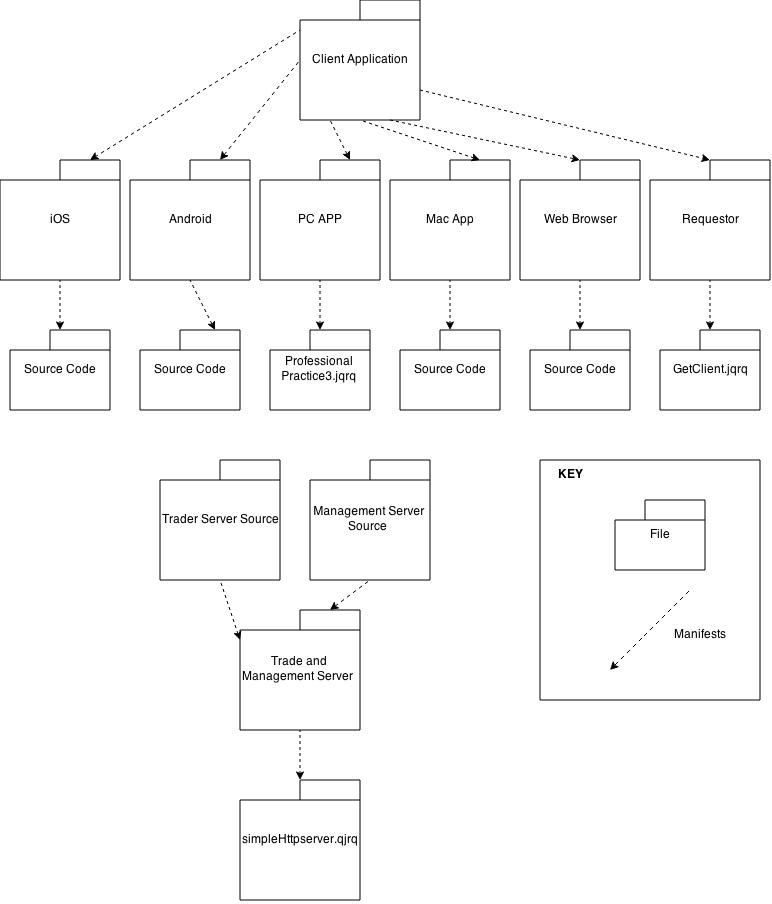 Client Application
iOS
Android
PC APP
Mac App
Web Browser
Requestor
Source Code
Source Code
Professional
Practice3.jqrq
Source Code
Source Code
GetClient.jqrq
Trader Server Source
Management Server
Source
KEY
File
Manifests
Trade and
Management Server
simpleHttpserver.qjrq